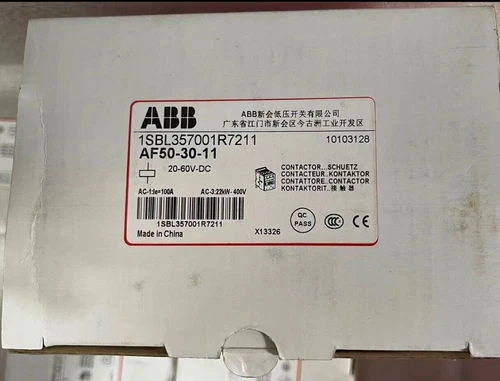 ABB
ABB新会低压开关有限公司
广东省江门市新会区今古洲工业开发区
1SBL357001R7211
10103128
AF50-30-11
20-60V-DC
CONTACTOR...SCHUETZ
CONTACTEUR.KONTAKTOR
CONTATTORE.CONTACTOR
KONTAKTORIT.接触器
AC-1:Ie=100A
AC-3:22kW- 400V
1SBL357001R7211
Made in China
X13326
QC
PASS
CCC